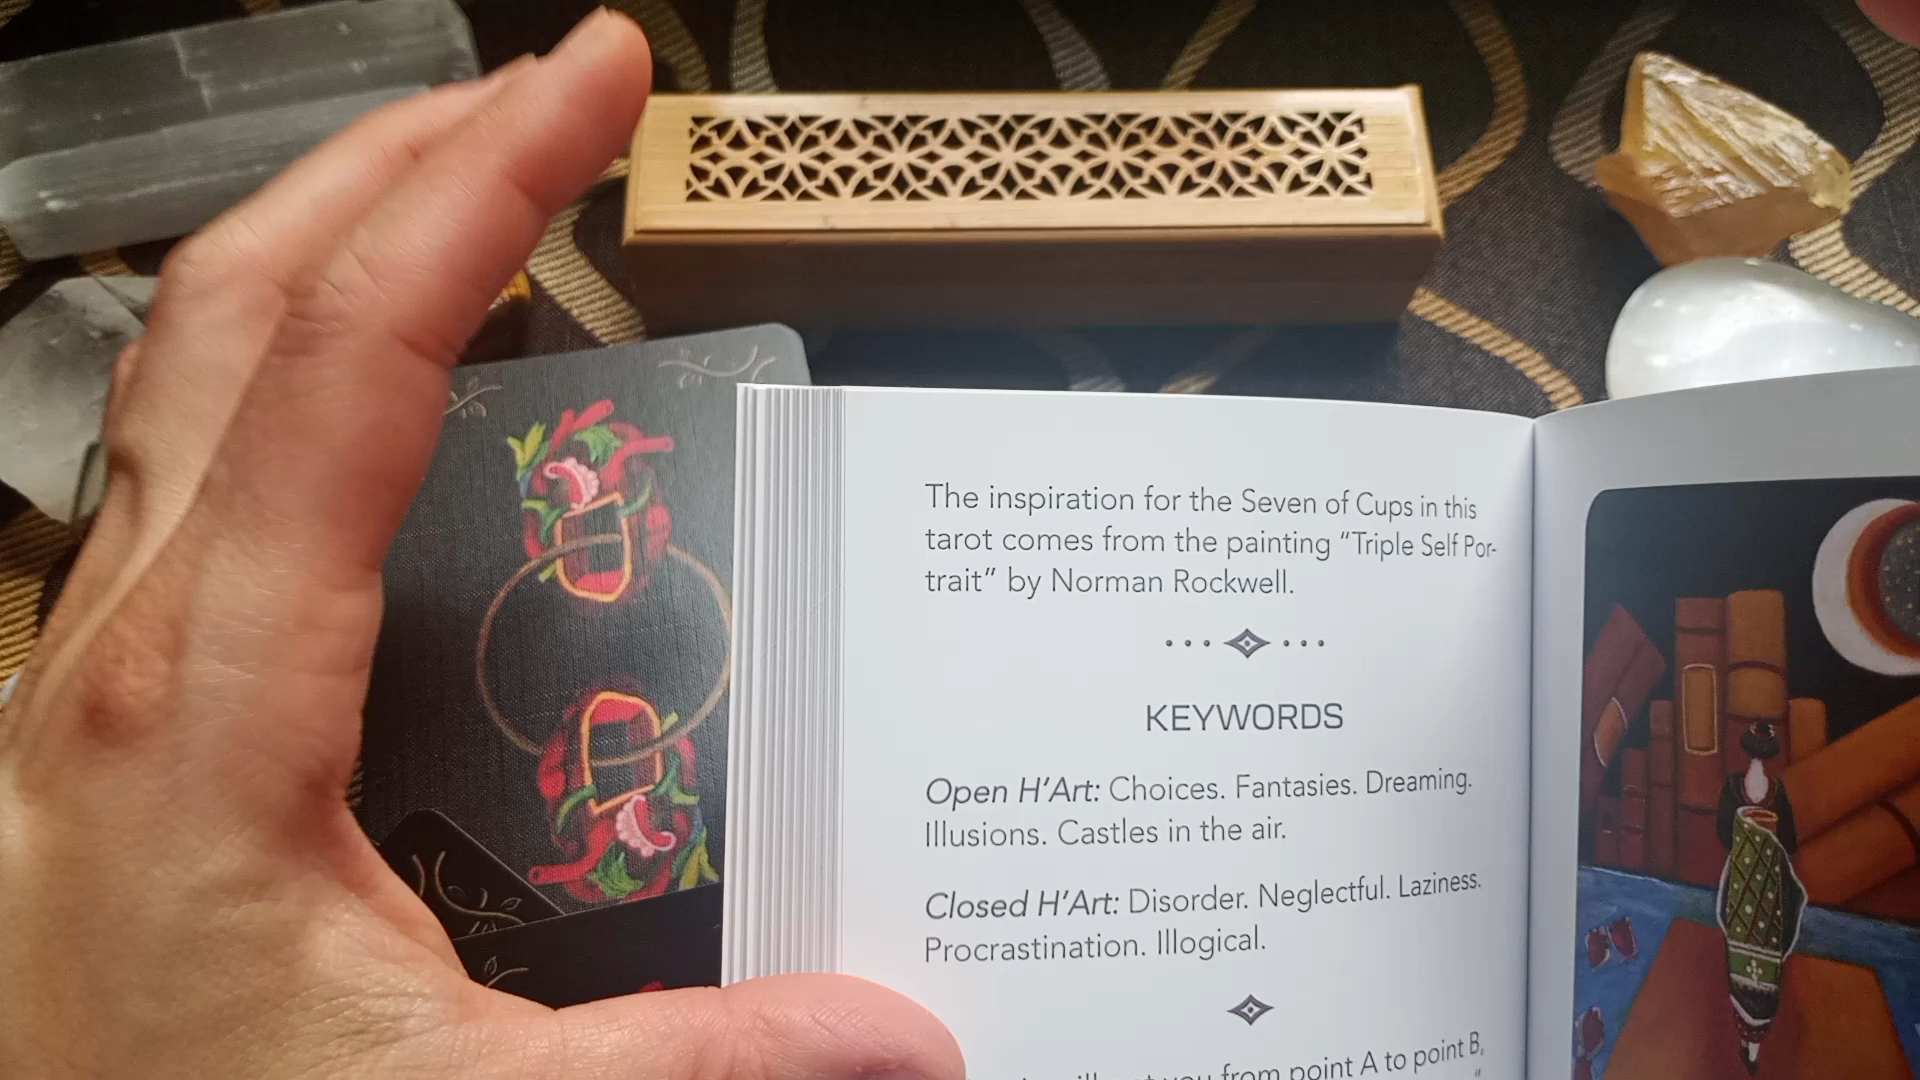 The inspiration for the Seven of Cups in this
tarot comes from the painting “Triple Self Por-
trait” by Norman Rockwell.
KEYWORDS
Open H’Art: Choices. Fantasies. Dreaming.
Illusions. Castles in the air.
Closed H’Art: Disorder. Neglectful. Laziness.
Procrastination. Illogical.
you from point A to point B,